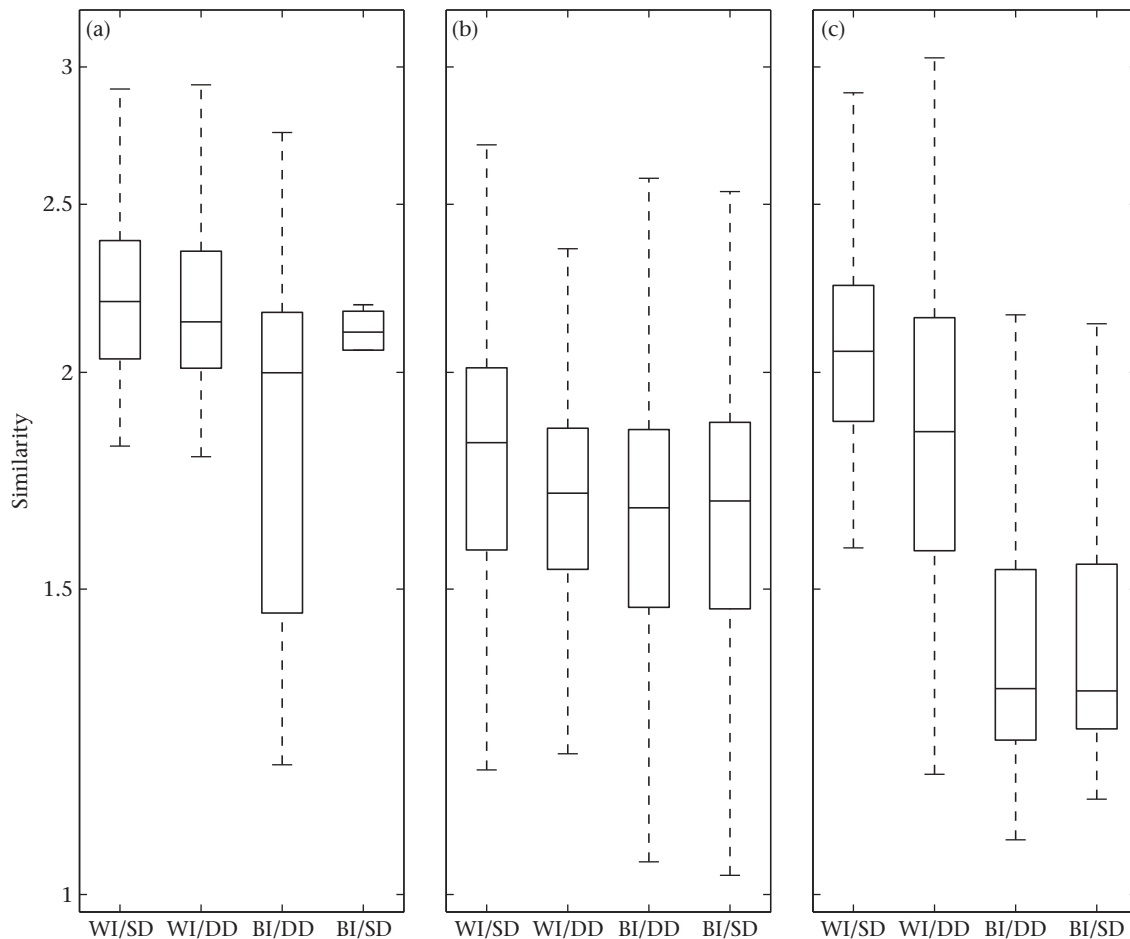 (a) (b) (c)
3
2.5
2
1.5
1
Similarity
WI/SD WI/DD BI/DD BI/SD WI/SD WI/DD BI/DD BI/SD WI/SD WI/DD BI/DD BI/SD